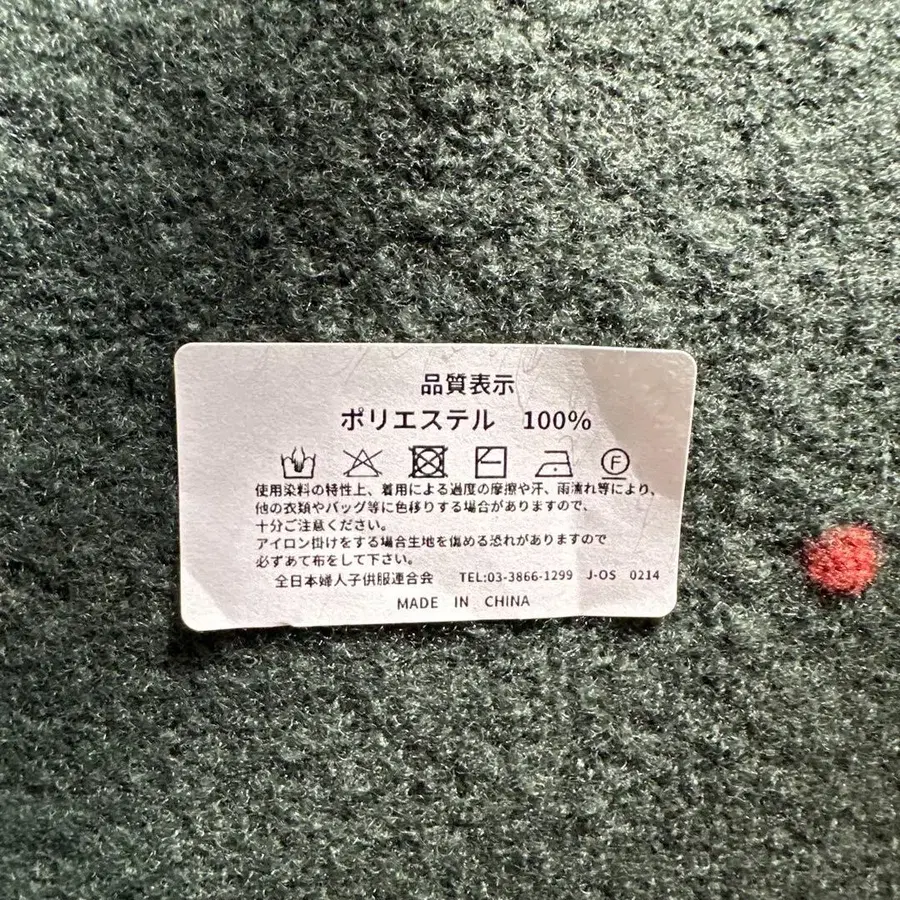 品質表示
ポリエステル 100%
F
使用染料の特性上、着用による過度の摩擦や汗、雨濡れ等により、
他の衣類やバッグ等に色移りする場合がありますので、
十分ご注意ください。
アイロン掛けをする場合生地を傷める恐れがありますので
必ずあて布をして下さい。
全日本婦人子供服連合会 TEL:03-3866-1299 J-OS 0214
MADE IN CHINA